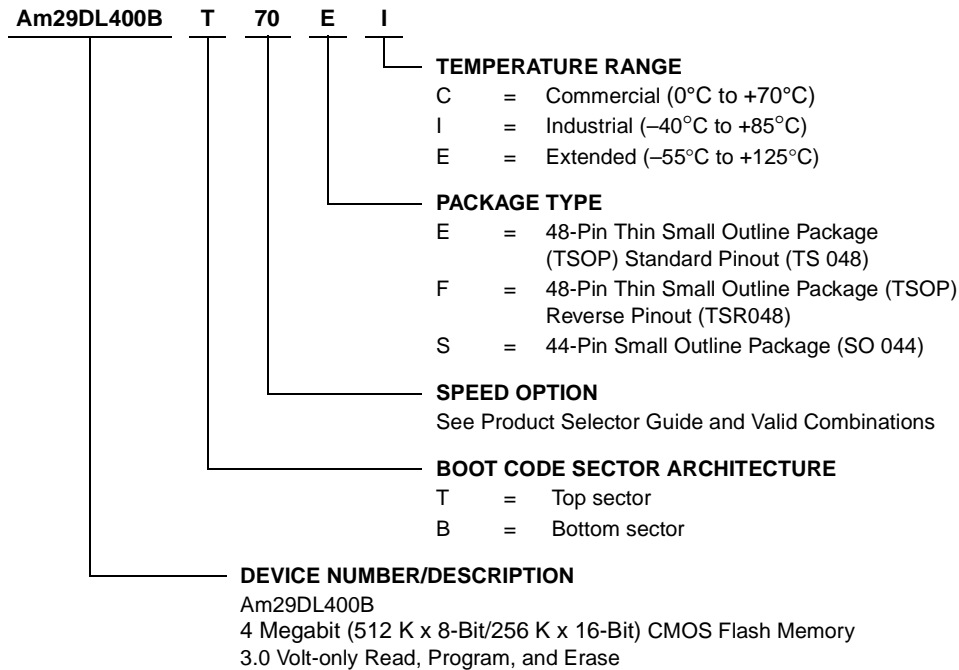 Am29DL400B T 70 E I
TEMPERATURE RANGE
C = Commercial (0°C to +70°C)
I = Industrial (–40°C to +85°C)
E = Extended (–55°C to +125°C)
PACKAGE TYPE
E = 48-Pin Thin Small Outline Package
(TSOP) Standard Pinout (TS 048)
F = 48-Pin Thin Small Outline Package (TSOP)
Reverse Pinout (TSR048)
S = 44-Pin Small Outline Package (SO 044)
SPEED OPTION
See Product Selector Guide and Valid Combinations
BOOT CODE SECTOR ARCHITECTURE
T = Top sector
B = Bottom sector
DEVICE NUMBER/DESCRIPTION
Am29DL400B
4 Megabit (512 K x 8-Bit/256 K x 16-Bit) CMOS Flash Memory
3.0 Volt-only Read, Program, and Erase